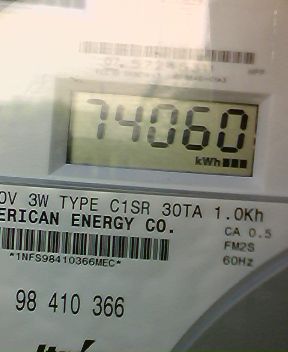 74060
kWh
0V 3W TYPE C1SR 30TA 1.0Kh
ERICAN ENERGY CO.
CA 0.5
FM2S
*1NFS98410366MEC*
60Hz
98 410 366